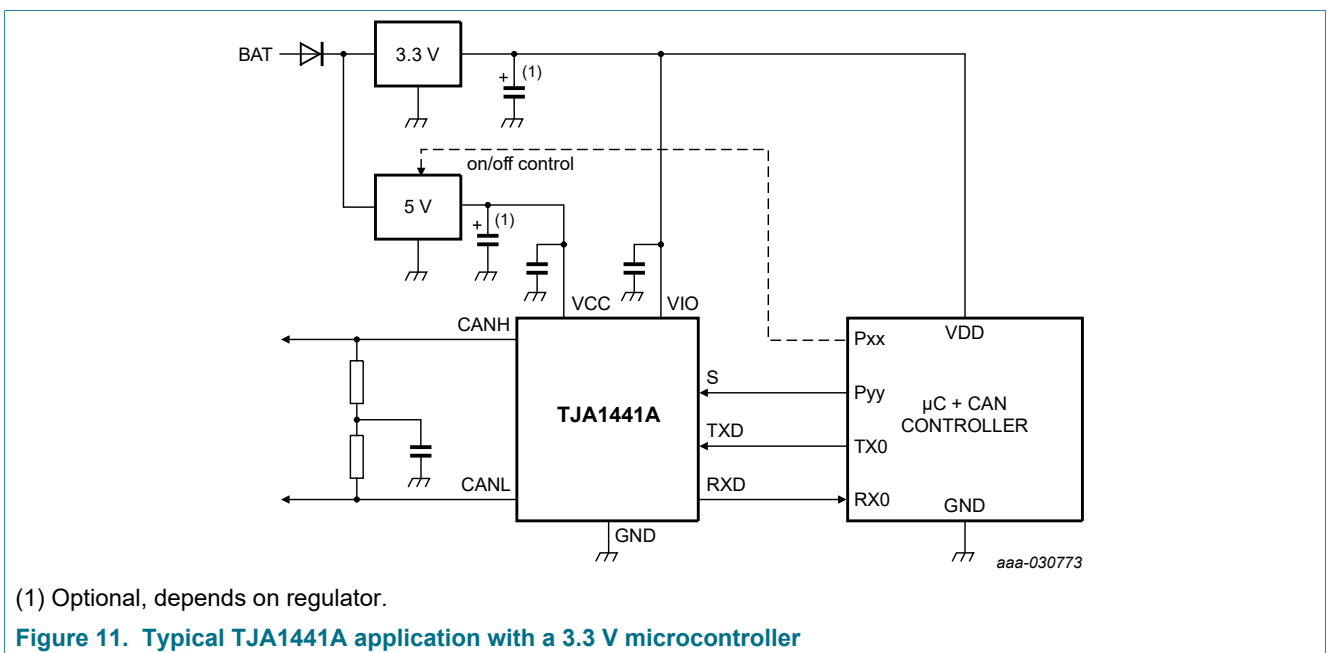 BAT
3.3 V
+
(1)
on/off control
5 V
+
(1)
VCC
VIO
CANH
CANL
TJA1441A
GND
S
TXD
RXD
Pxx
VDD
Pyy
µC + CAN
CONTROLLER
TX0
RX0
GND
aaa-030773
(1) Optional, depends on regulator.
Figure 11. Typical TJA1441A application with a 3.3 V microcontroller